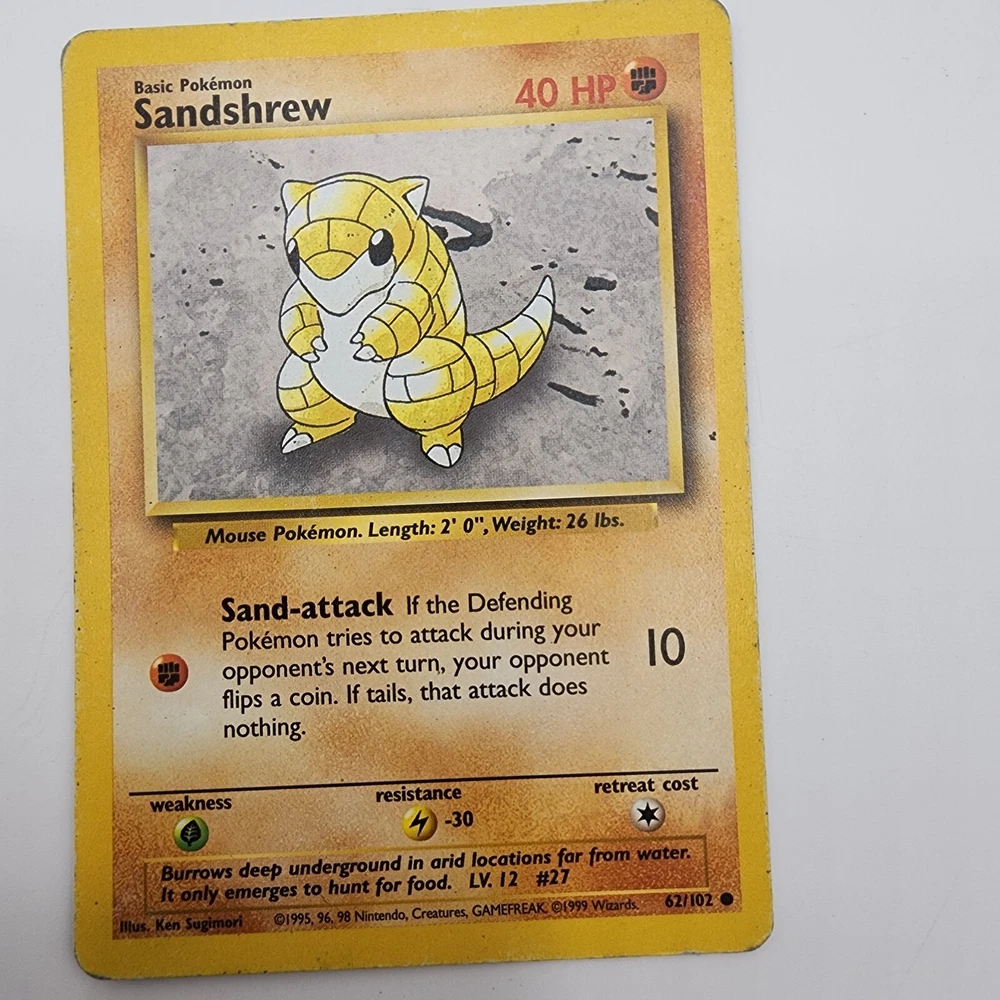 Basic Pokémon
Sandshrew
40 HP
Mouse Pokémon. Length: 2' 0", Weight: 26 lbs.
Sand-attack If the Defending
Pokémon tries to attack during your
opponent's next turn, your opponent
flips a coin. If tails, that attack does
nothing.
10
weakness
resistance
retreat cost
-30
Burrows deep underground in arid locations far from water.
It only emerges to hunt for food. LV. 12 #27
Illus. Ken Sugimori
©1995, 96, 98 Nintendo, Creatures, GAMEFREAK. ©1999 Wizards.
62/102